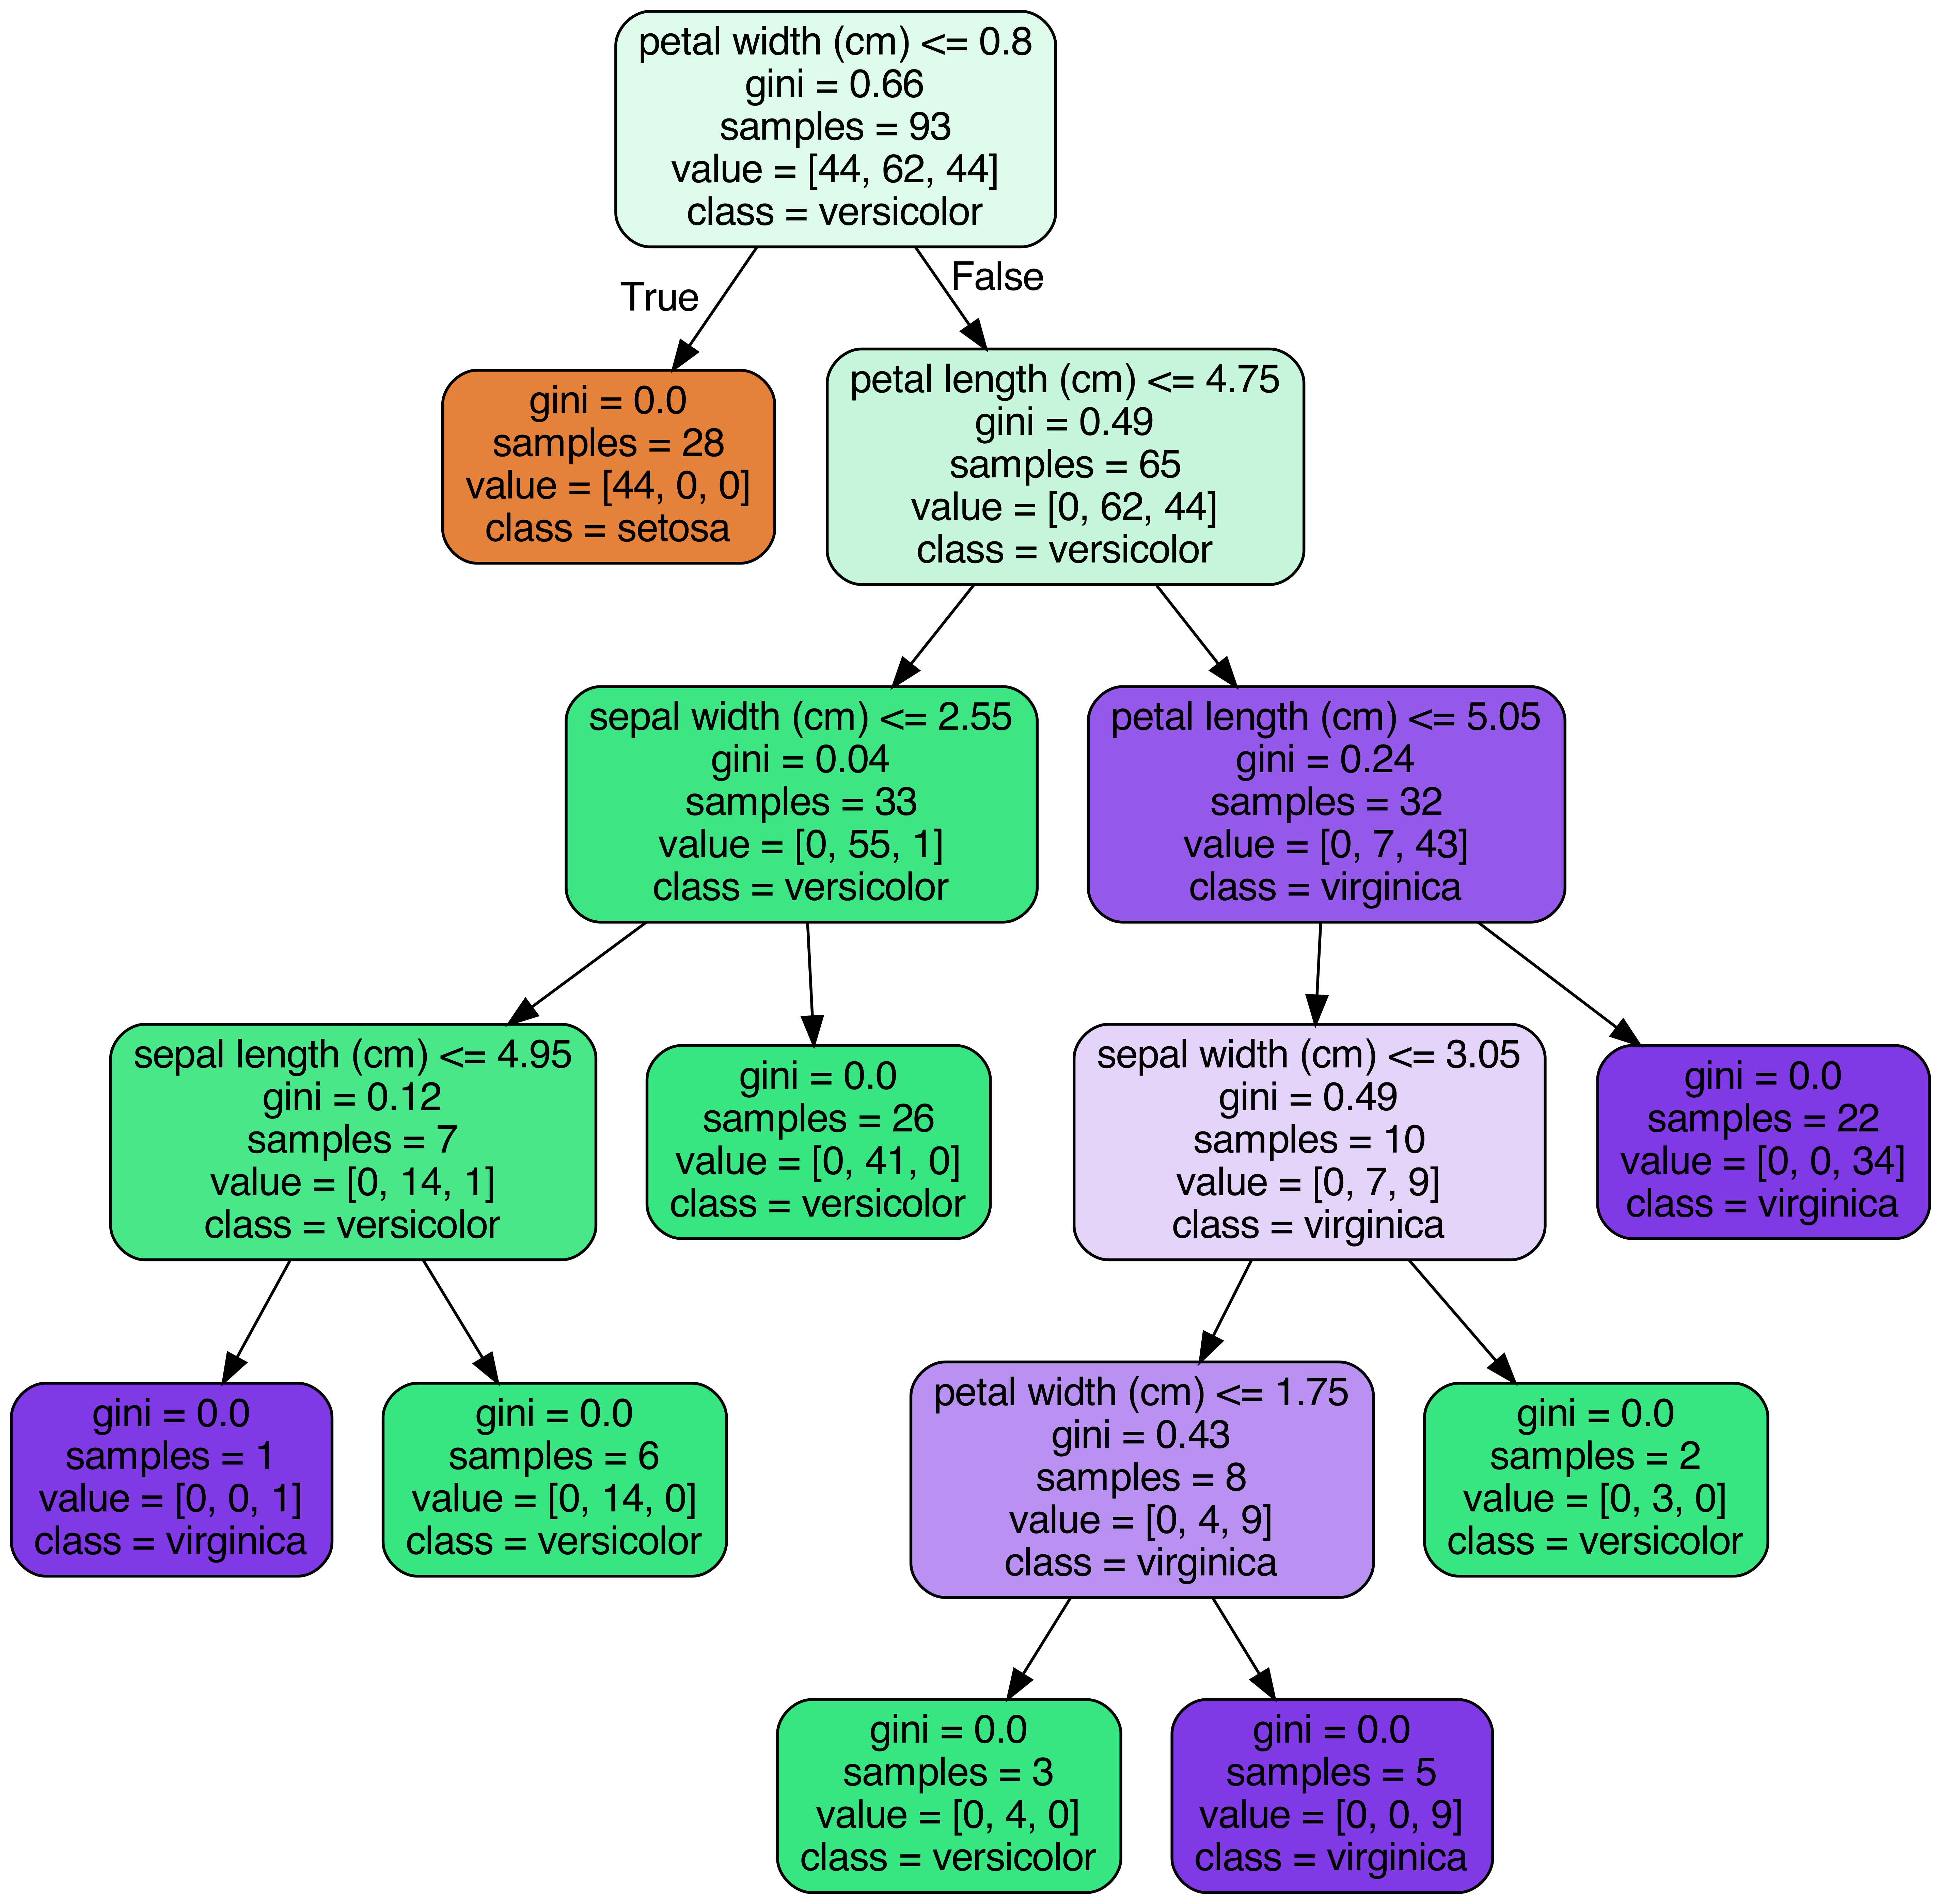 petal width (cm) <= 0.8
gini = 0.66
samples = 93
value = [44, 62, 44]
class = versicolor
True
False
gini = 0.0
samples = 28
value = [44, 0, 0]
class = setosa
petal length (cm) <= 4.75
gini = 0.49
samples = 65
value = [0, 62, 44]
class = versicolor
sepal width (cm) <= 2.55
gini = 0.04
samples = 33
value = [0, 55, 1]
class = versicolor
petal length (cm) <= 5.05
gini = 0.24
samples = 32
value = [0, 7, 43]
class = virginica
sepal length (cm) <= 4.95
gini = 0.12
samples = 7
value = [0, 14, 1]
class = versicolor
gini = 0.0
samples = 26
value = [0, 41, 0]
class = versicolor
sepal width (cm) <= 3.05
gini = 0.49
samples = 10
value = [0, 7, 9]
class = virginica
gini = 0.0
samples = 22
value = [0, 0, 34]
class = virginica
gini = 0.0
samples = 1
value = [0, 0, 1]
class = virginica
gini = 0.0
samples = 6
value = [0, 14, 0]
class = versicolor
petal width (cm) <= 1.75
gini = 0.43
samples = 8
value = [0, 4, 9]
class = virginica
gini = 0.0
samples = 2
value = [0, 3, 0]
class = versicolor
gini = 0.0
samples = 3
value = [0, 4, 0]
class = versicolor
gini = 0.0
samples = 5
value = [0, 0, 9]
class = virginica